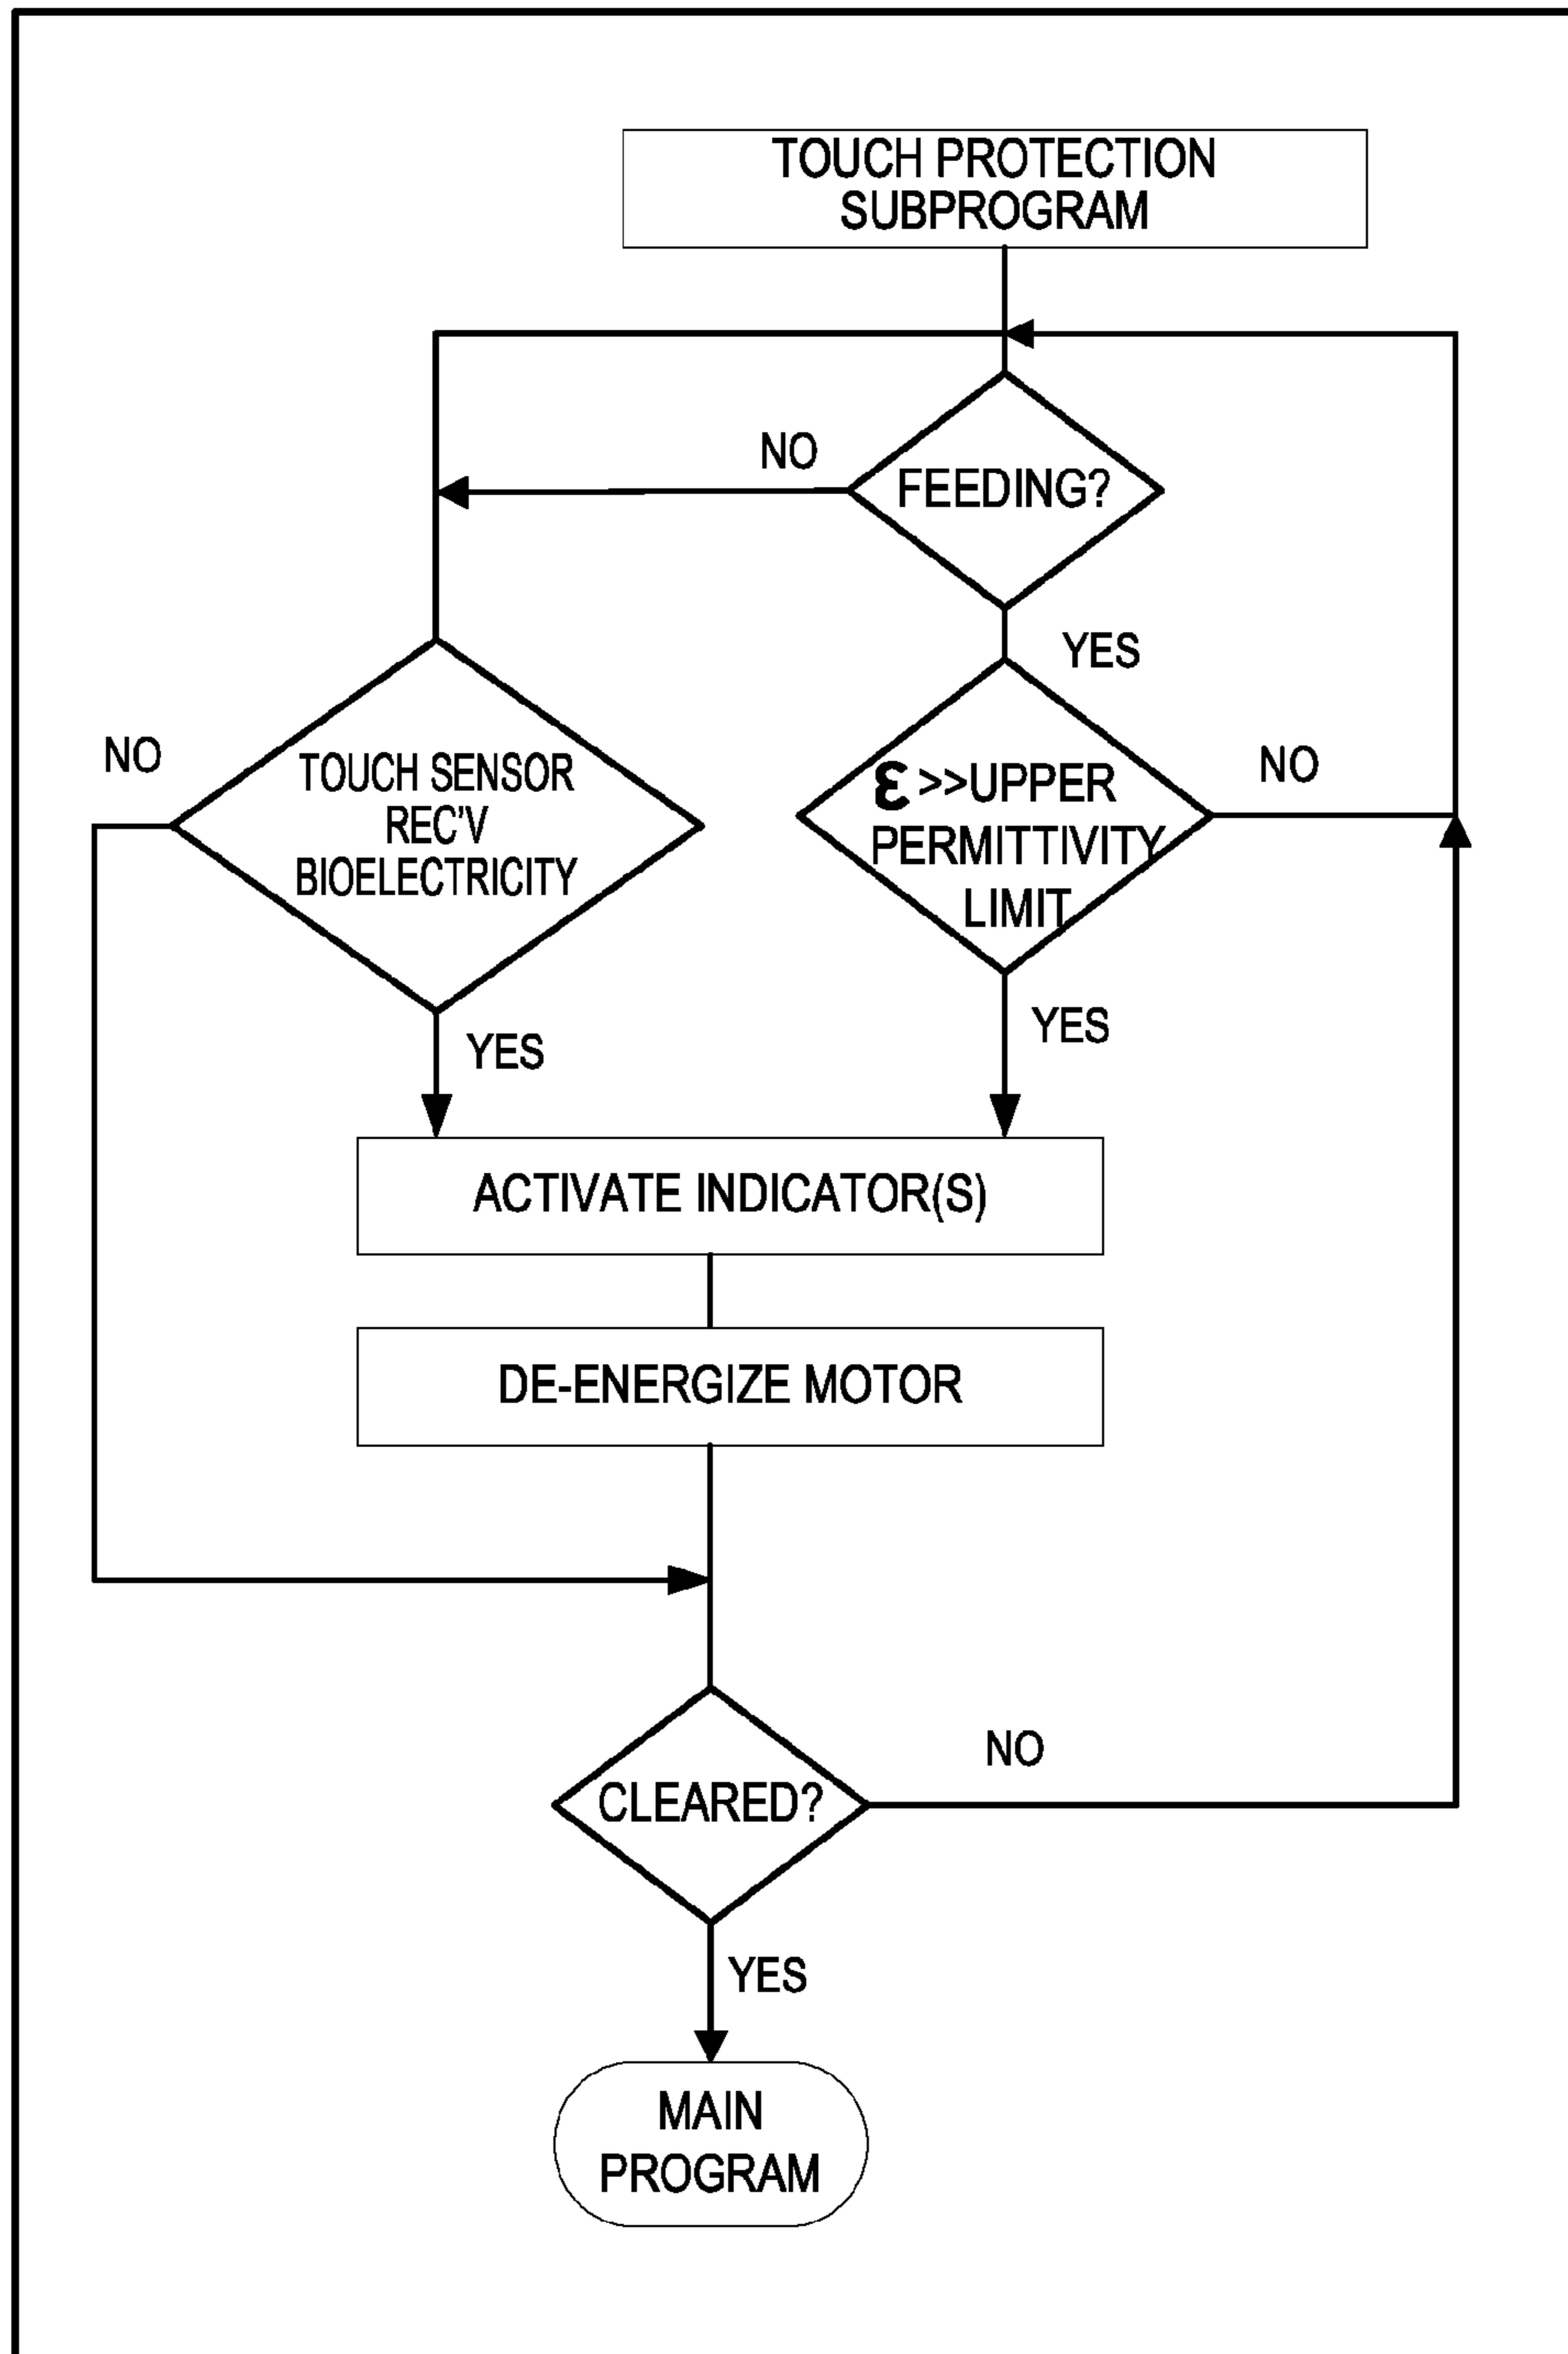 TOUCH PROTECTION
SUBPROGRAM
NO
FEEDING?
YES
NO
TOUCH SENSOR
REC'V
BIOELECTRICITY
ε >>UPPER
PERMITTIVITY
LIMIT
NO
YES
YES
ACTIVATE INDICATOR(S)
DE-ENERGIZE MOTOR
NO
CLEARED?
YES
MAIN
PROGRAM